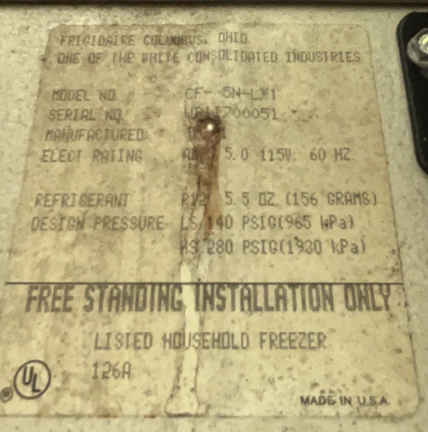 FRIGIDAIRE COLUMBUS, OHIO
ONE OF THE WHITE CONSOLIDATED INDUSTRIES
MODEL NO. CF-
SERIAL NO.
MANUFACTURED
ELECT RATING 5.0 115V. 60 HZ
REFRIGERANT R12 5.5 OZ. (156 GRAMS)
DESIGN PRESSURE LS 140 PSIG(965 kPa)
HS 280 PSIG(1930 kPa)
FREE STANDING INSTALLATION ONLY
LISTED HOUSEHOLD FREEZER
126A
UL
®
MADE IN U.S.A.